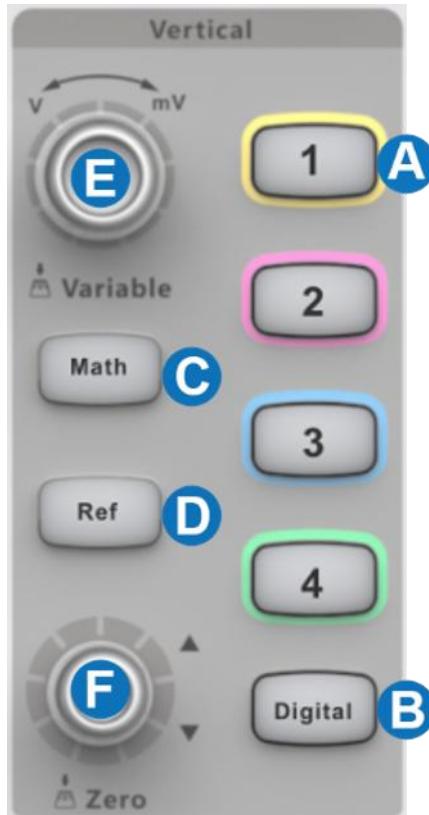 Vertical
V mV
E
1
A
Variable
2
Math
C
3
Ref
D
4
F
Digital
B
Zero